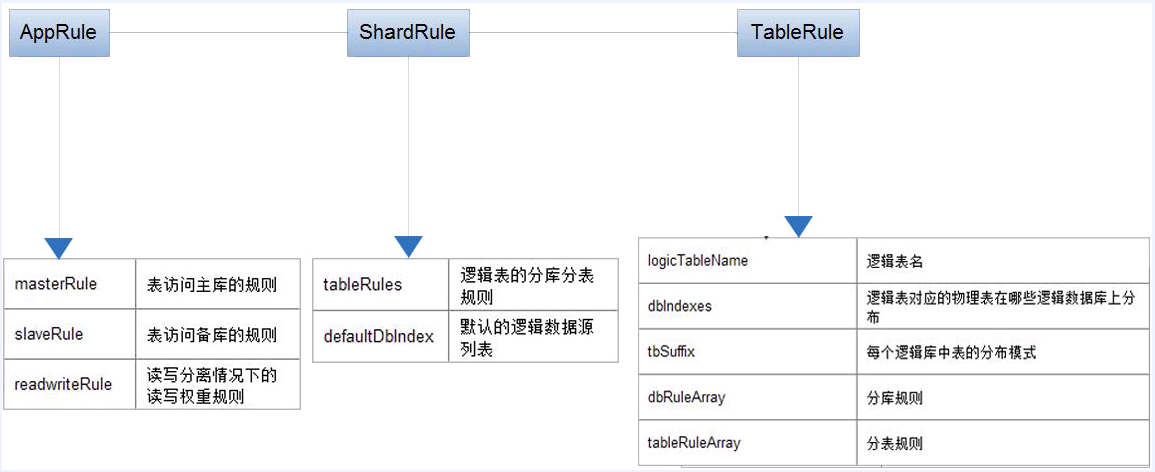 AppRule
ShardRule
TableRule
masterRule
表访问主库的规则
slaveRule
表访问备库的规则
readwriteRule
读写分离情况下的
读写权重规则
tableRules
逻辑表的分库分表
规则
defaultDbIndex
默认的逻辑数据源
列表
logicTableName
逻辑表名
dbIndexes
逻辑表对应的物理表在哪些逻辑数据库上分
布
tbSuffix
每个逻辑库中表的分布模式
dbRuleArray
分库规则
tableRuleArray
分表规则